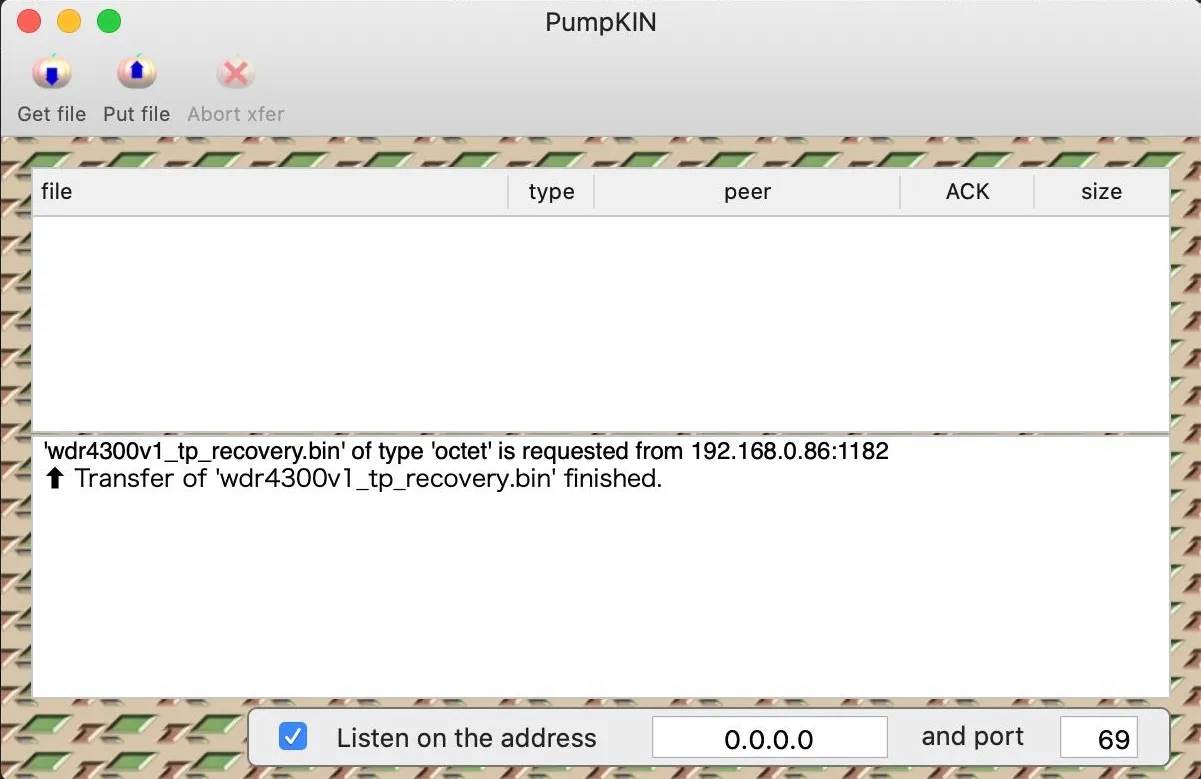 PumpKIN
Get file Put file Abort xfer
file type peer ACK size
'wdr4300v1_tp_recovery.bin' of type 'octet' is requested from 192.168.0.86:1182
⬆ Transfer of 'wdr4300v1_tp_recovery.bin' finished.
Listen on the address 0.0.0.0 and port 69